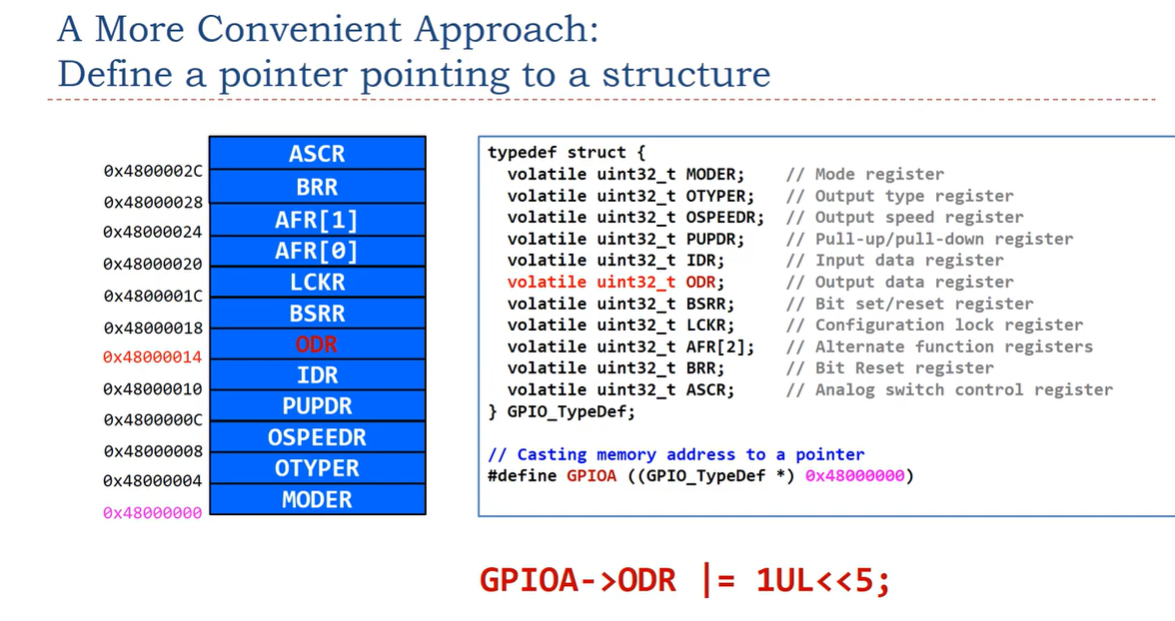 A More Convenient Approach:
Define a pointer pointing to a structure
ASCR
0x4800002C
BRR
0x48000028
AFR[1]
0x48000024
AFR[0]
0x48000020
LCKR
0x4800001C
BSRR
0x48000018
ODR
0x48000014
IDR
0x48000010
PUPDR
0x4800000C
OSPEEDR
0x48000008
OTYPER
0x48000004
MODER
0x48000000
typedef struct {
volatile uint32_t MODER; // Mode register
volatile uint32_t OTYPER; // Output type register
volatile uint32_t OSPEEDR; // Output speed register
volatile uint32_t PUPDR; // Pull-up/pull-down register
volatile uint32_t IDR; // Input data register
volatile uint32_t ODR; // Output data register
volatile uint32_t BSRR; // Bit set/reset register
volatile uint32_t LCKR; // Configuration lock register
volatile uint32_t AFR[2]; // Alternate function registers
volatile uint32_t BRR; // Bit Reset register
volatile uint32_t ASCR; // Analog switch control register
} GPIO_TypeDef;
// Casting memory address to a pointer
#define GPIOA ((GPIO_TypeDef *) 0x48000000)
GPIOA->ODR |= 1UL<<5;